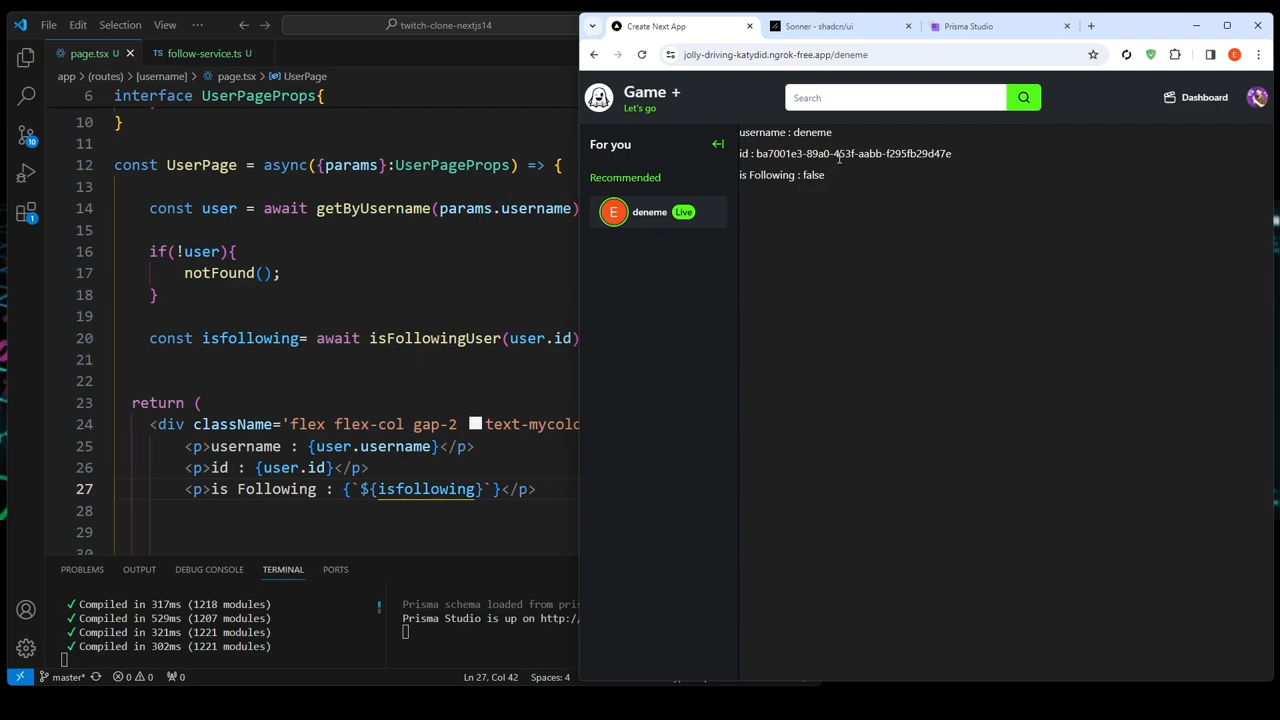 File Edit Selection View ··· twitch-clone-nextjs14
page.tsx U follow-service.ts U
app > (routes) > [username] > page.tsx > UserPage
6 interface UserPageProps{
10 }
11
12 const UserPage = async({params}:UserPageProps) => {
13
14 const user = await getByUsername(params.username)
15
16 if(!user){
17 notFound();
18 }
19
20 const isfollowing= await isFollowingUser(user.id)
21
22
23 return (
24 <div className='flex flex-col gap-2 text-mycolo
25 <p>username : {user.username}</p>
26 <p>id : {user.id}</p>
27 <p>is Following : {`${isfollowing}`}</p>
28
29
30
10
1
PROBLEMS OUTPUT DEBUG CONSOLE TERMINAL PORTS
✓ Compiled in 317ms (1218 modules)
✓ Compiled in 529ms (1207 modules)
✓ Compiled in 321ms (1221 modules)
✓ Compiled in 302ms (1221 modules)
Prisma schema loaded from pris
Prisma Studio is up on http:/
master* 0 0 0 Ln 27, Col 42 Spaces: 4
Create Next App Sonner - shadcn/ui Prisma Studio
jolly-driving-katydid.ngrok-free.app/deneme
E
Game +
Let's go
Search
Dashboard
For you
Recommended
E deneme Live
username : deneme
id : ba7001e3-89a0-453f-aabb-f295fb29d47e
is Following : false